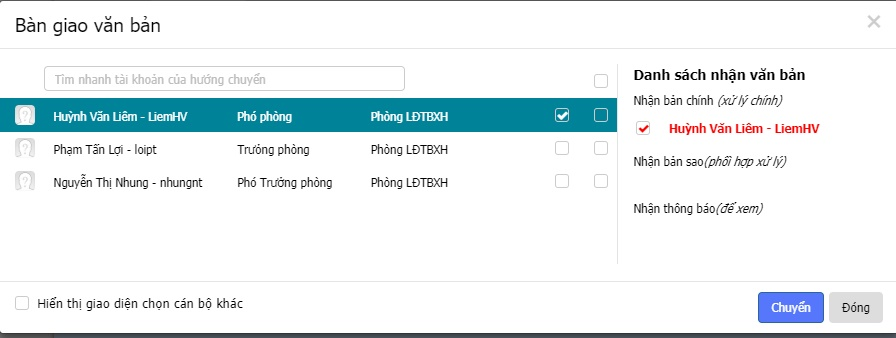 Bàn giao văn bản
×
Tìm nhanh tài khoản của hướng chuyển
Huỳnh Văn Liêm - LiemHV Phó phòng Phòng LĐTBXH
Phạm Tấn Lợi - loipt Trưởng phòng Phòng LĐTBXH
Nguyễn Thị Nhung - nhungnt Phó Trưởng phòng Phòng LĐTBXH
Danh sách nhận văn bản
Nhận bản chính (xử lý chính)
Huỳnh Văn Liêm - LiemHV
Nhận bản sao(phối hợp xử lý)
Nhận thông báo(để xem)
Hiển thị giao diện chọn cán bộ khác
Chuyển Đóng